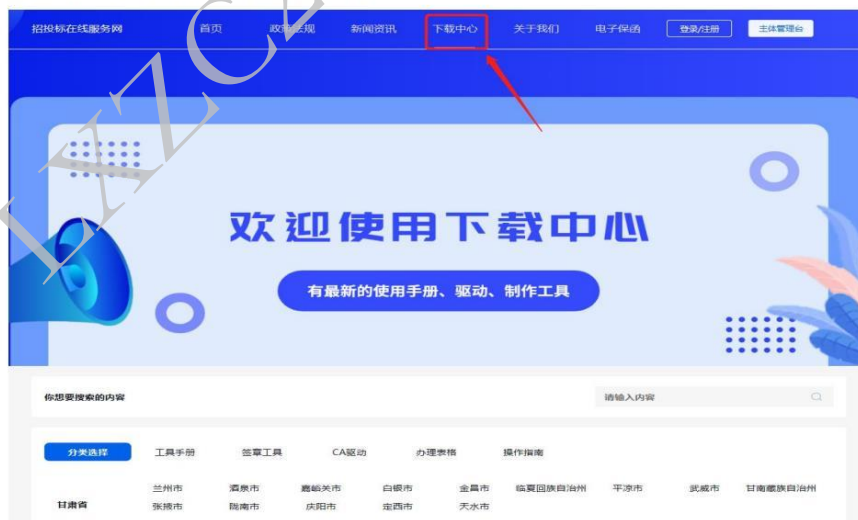 招投标在线服务网 首页 政策法规 新闻资讯 下载中心 关于我们 电子保函 登录/注册 主体管理台
欢迎使用下载中心
有最新的使用手册、驱动、制作工具
你想要搜索的内容 请输入内容
分类选择 工具手册 签章工具 CA驱动 办理表格 操作指南
兰州市 酒泉市 嘉峪关市 白银市 金昌市 临夏回族自治州 平凉市 武威市 甘南藏族自治州
甘肃省 张掖市 陇南市 庆阳市 定西市 天水市